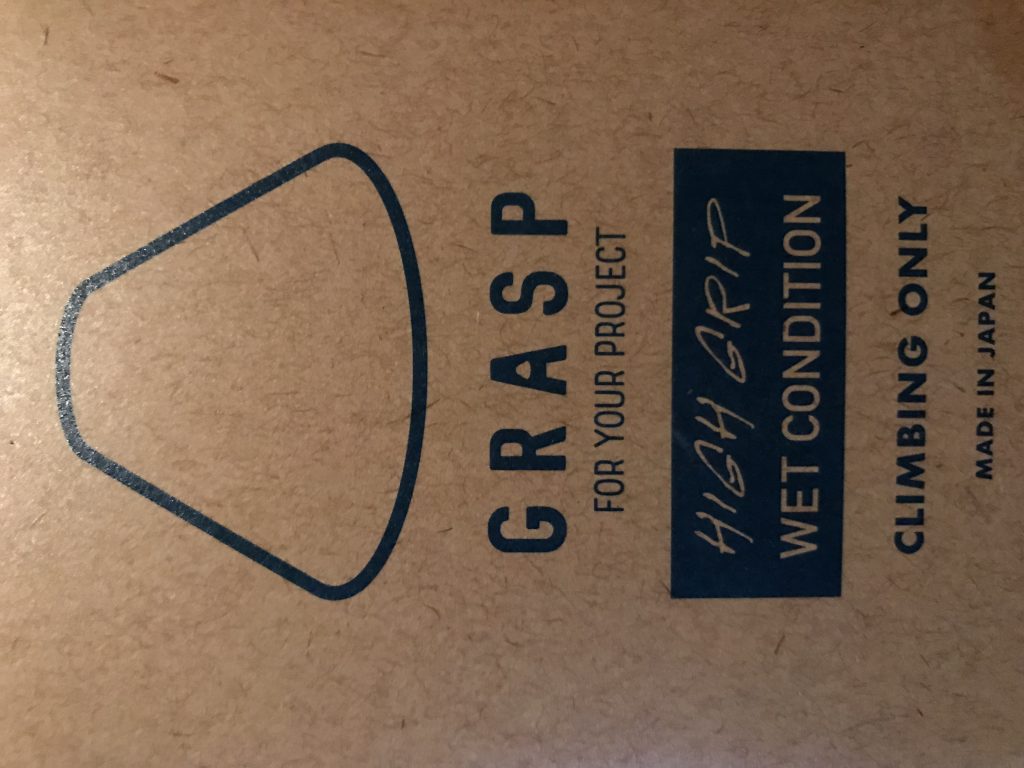 GRASP
FOR YOUR PROJECT
HIGH GRIP
WET CONDITION
CLIMBING ONLY
MADE IN JAPAN